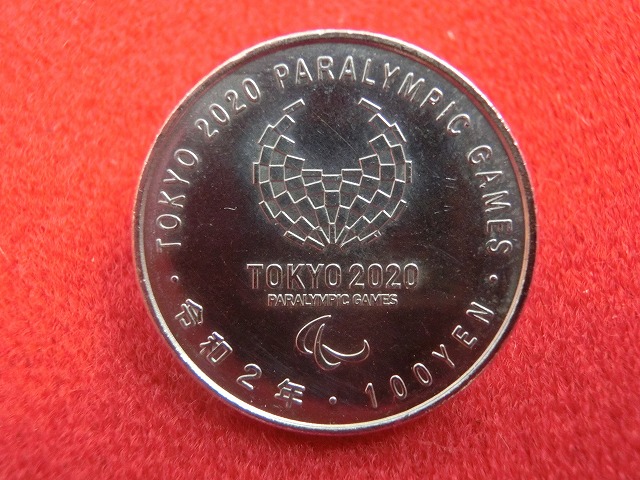 TOKYO 2020 PARALYMPIC GAMES
TOKYO 2020
PARALYMPIC GAMES
令和2年・100YEN